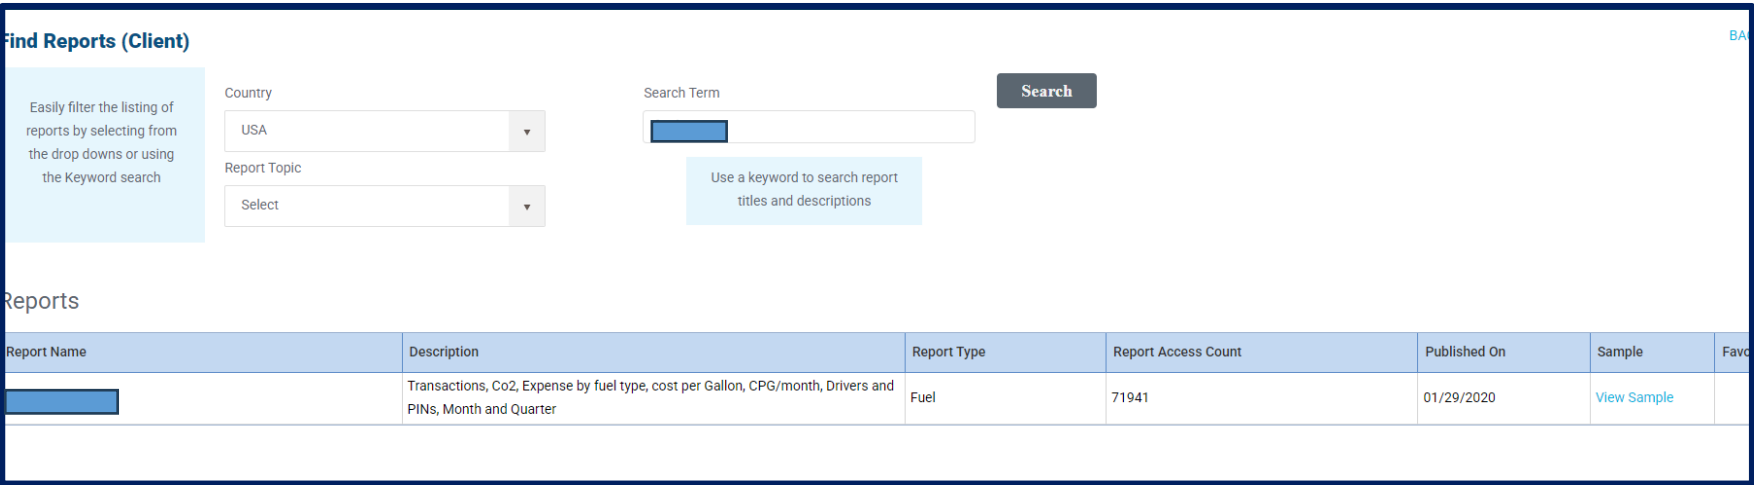 Find Reports (Client)
BAC
Easily filter the listing of
reports by selecting from
the drop downs or using
the Keyword search
Country
USA
Report Topic
Select
Search Term
Use a keyword to search report
titles and descriptions
Search
Reports
Report Name
Description
Report Type
Report Access Count
Published On
Sample
Favo
Transactions, Co2, Expense by fuel type, cost per Gallon, CPG/month, Drivers and
PINs, Month and Quarter
Fuel
71941
01/29/2020
View Sample